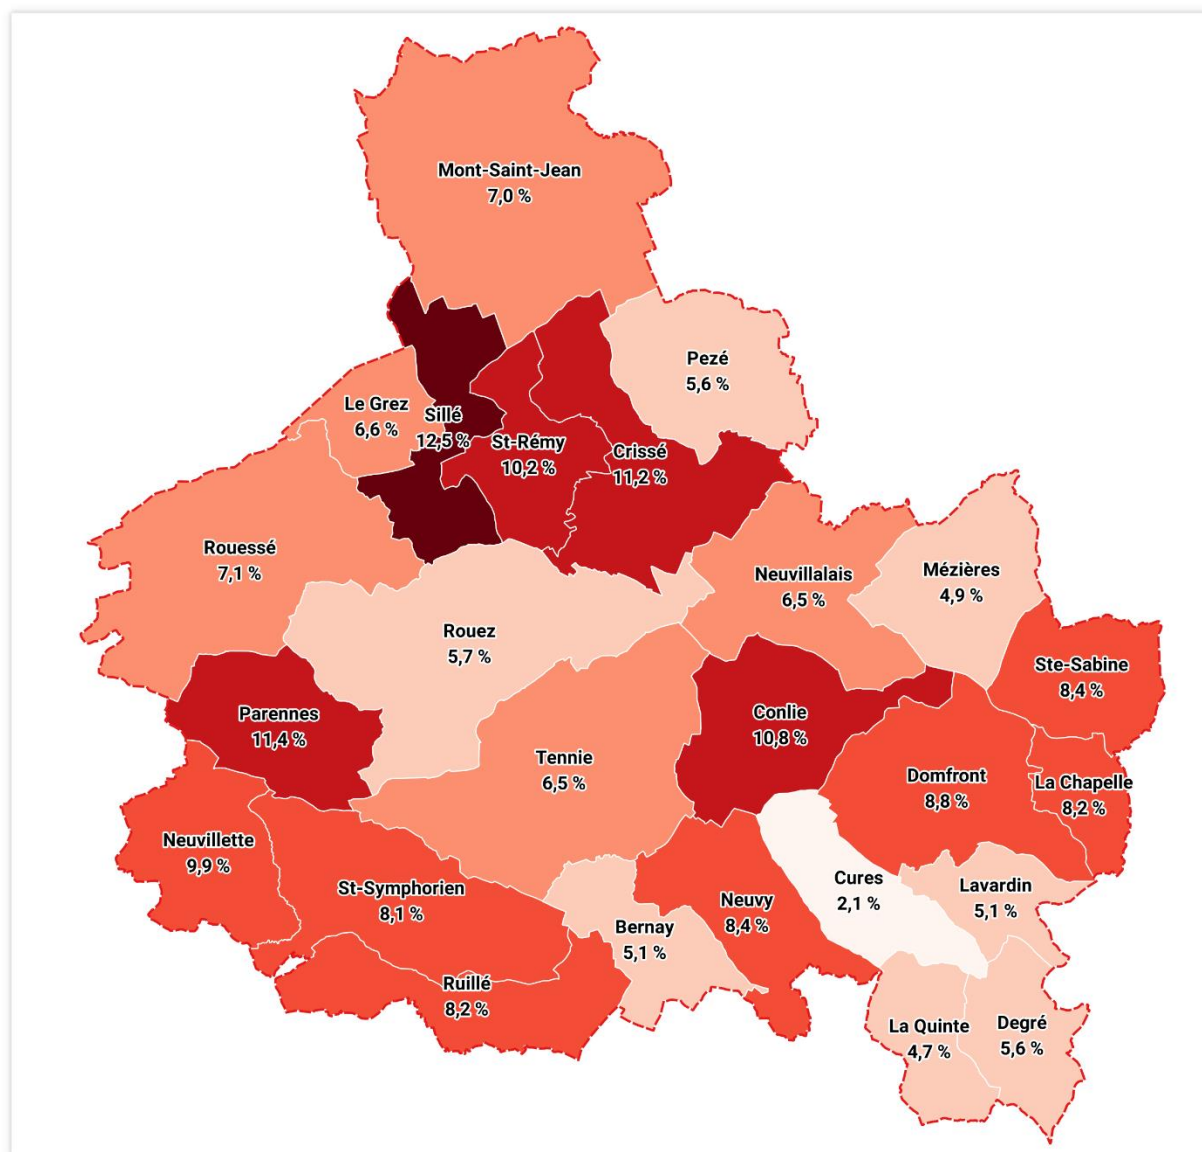 Mont-Saint-Jean
7,0 %
Pezé
5,6 %
Le Grez
6,6 %
Sillé
12,5 %
St-Rémy
10,2 %
Crissé
11,2 %
Rouessé
7,1 %
Neuvillalais
6,5 %
Mézières
4,9 %
Rouez
5,7 %
Ste-Sabine
8,4 %
Parennes
11,4 %
Conlie
10,8 %
Tennie
6,5 %
Domfront
8,8 %
La Chapelle
8,2 %
Neuvillette
9,9 %
St-Symphorien
8,1 %
Cures
2,1 %
Lavardin
5,1 %
Neuvy
8,4 %
Bernay
5,1 %
Ruillé
8,2 %
La Quinte
4,7 %
Degré
5,6 %